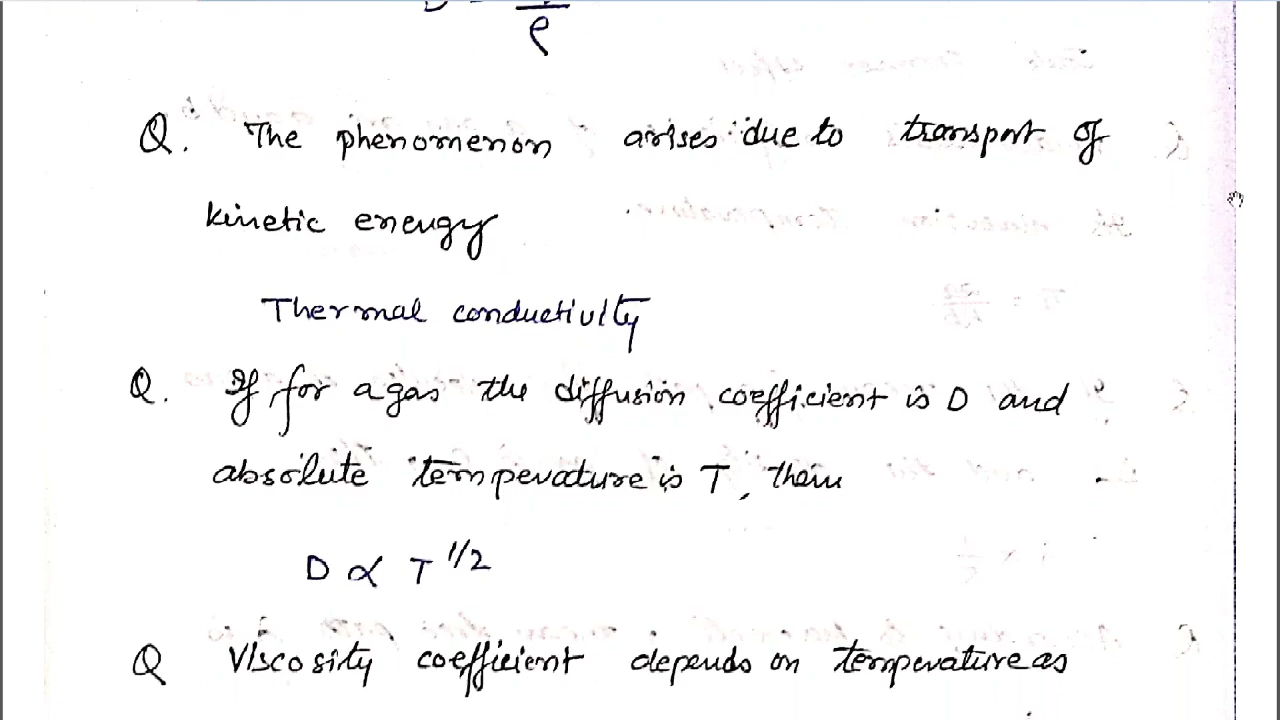 ρ
Q. The phenomenon arises due to transport of
kinetic energy
Thermal conductivity
Q. If for a gas the diffusion coefficient is D and
absolute temperature is T, then
D ∝ T^1/2
Q Viscosity coefficient depends on temperature as